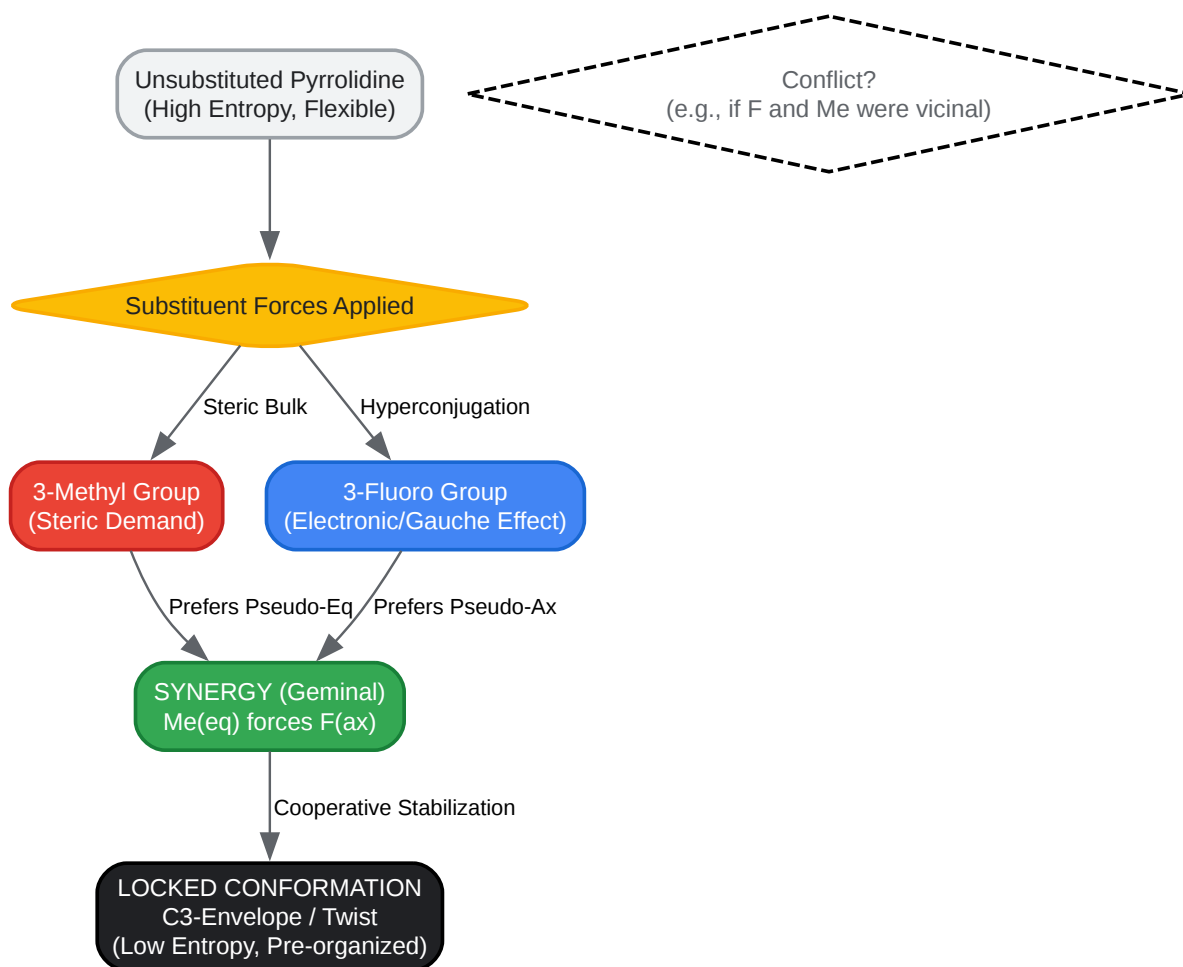 Unsubstituted Pyrrolidine
(High Entropy, Flexible)
Conflict?
(e.g., if F and Me were vicinal)
Substituent Forces Applied
Steric Bulk
Hyperconjugation
3-Methyl Group
(Steric Demand)
3-Fluoro Group
(Electronic/Gauche Effect)
Prefers Pseudo-Eq
Prefers Pseudo-Ax
SYNERGY (Geminal)
Me(eq) forces F(ax)
Cooperative Stabilization
LOCKED CONFORMATION
C3-Envelope / Twist
(Low Entropy, Pre-organized)